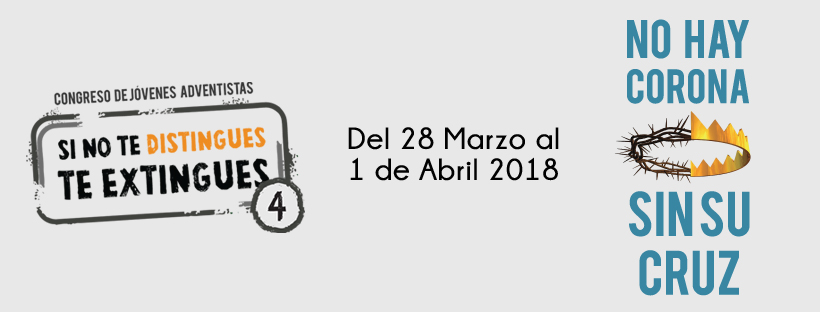 CONGRESO DE JÓVENES ADVENTISTAS
SI NO TE DISTINGUES
TE EXTINGUES
4
Del 28 Marzo al
1 de Abril 2018
NO HAY
CORONA
SIN SU
CRUZ